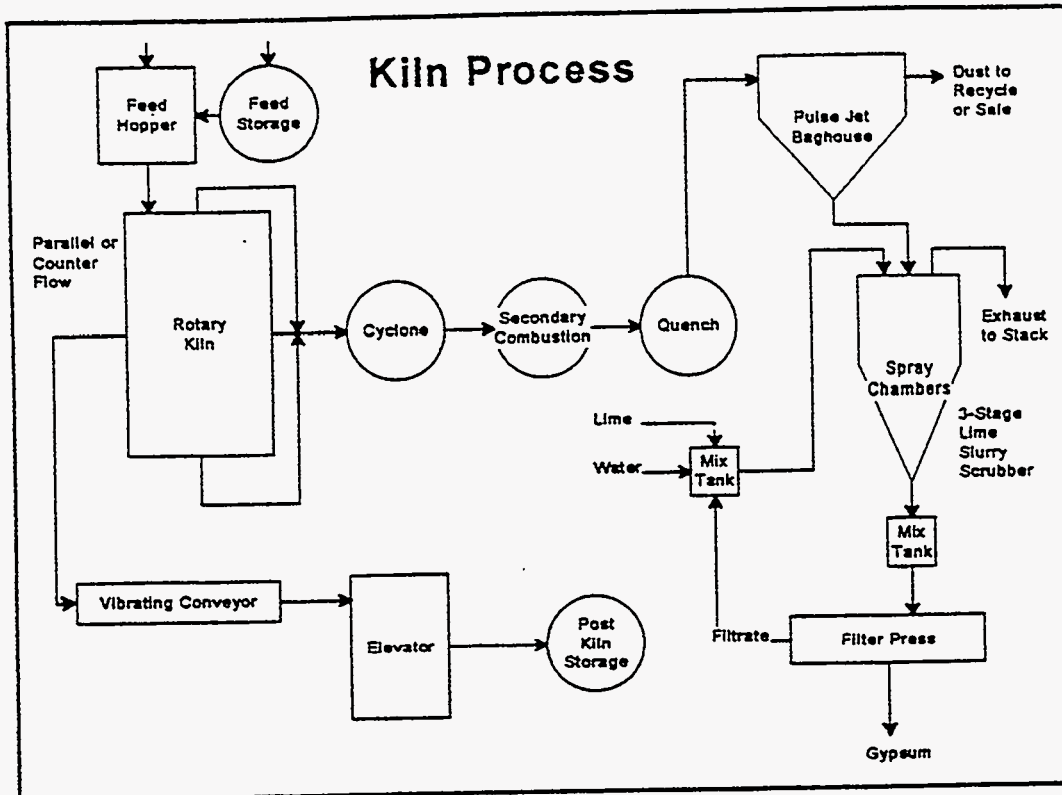 Kiln Process
Feed
Hopper
Feed
Storage
Pulse Jet
Baghouse
Dust to
Recycle
or Sale
Parallel or
Counter
Flow
Rotary
Kiln
Cyclone
Secondary
Combustion
Quench
Exhaust
to Stack
Spray
Chambers
3-Stage
Lime
Slurry
Scrubber
Lime
Water
Mix
Tank
Mix
Tank
Vibrating Conveyor
Elevator
Post
Kiln
Storage
Filtrate
Filter Press
Gypsum